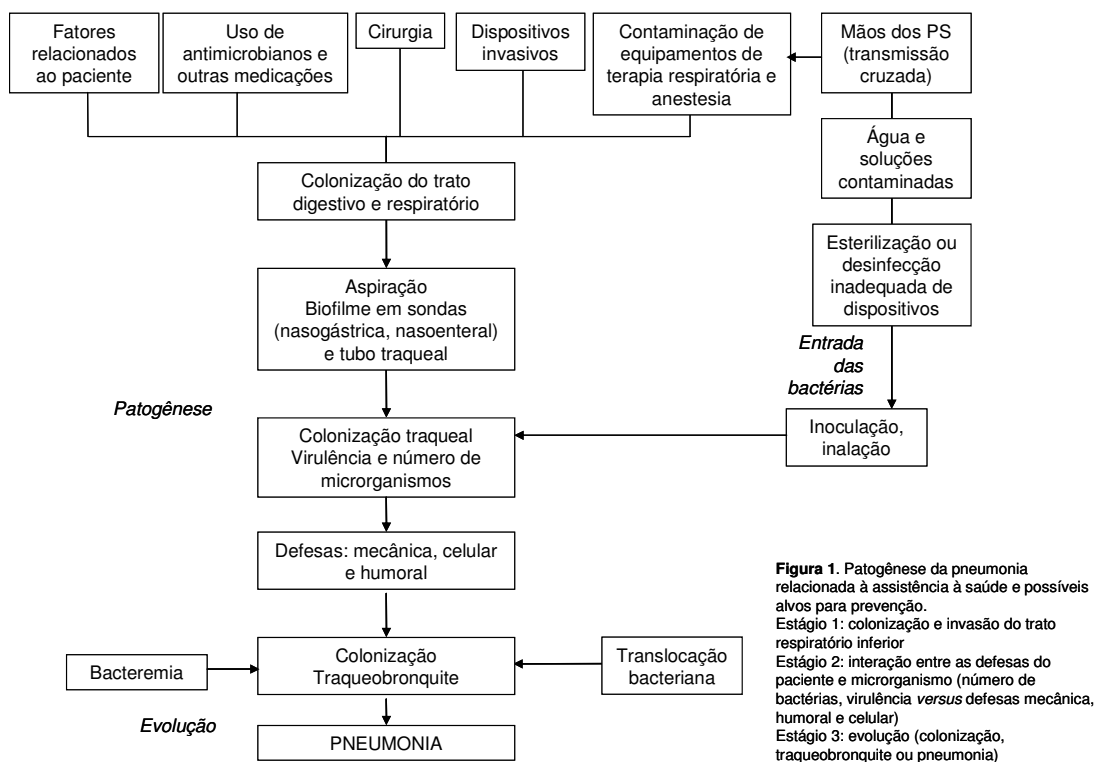 Fatores
relacionados
ao paciente
Uso de
antimicrobianos e
outras medicações
Cirurgia
Dispositivos
invasivos
Contaminação de
equipamentos de
terapia respiratória e
anestesia
Mãos dos PS
(transmissão
cruzada)
Água e
soluções
contaminadas
Colonização do trato
digestivo e respiratório
Esterilização ou
desinfecção
inadequada de
dispositivos
Aspiração
Biofilme em sondas
(nasogástrica, nasoenteral)
e tubo traqueal
Entrada
das
bactérias
Patogênese
Colonização traqueal
Virulência e número de
microrganismos
Inoculação,
inalação
Defesas: mecânica, celular
e humoral
Bacteremia
Colonização
Traqueobronquite
Translocação
bacteriana
Evolução
PNEUMONIA
Figura 1. Patogênese da pneumonia
relacionada à assistência à saúde e possíveis
alvos para prevenção.
Estágio 1: colonização e invasão do trato
respiratório inferior
Estágio 2: interação entre as defesas do
paciente e microrganismo (número de
bactérias, virulência versus defesas mecânica,
humoral e celular)
Estágio 3: evolução (colonização,
traqueobronquite ou pneumonia)